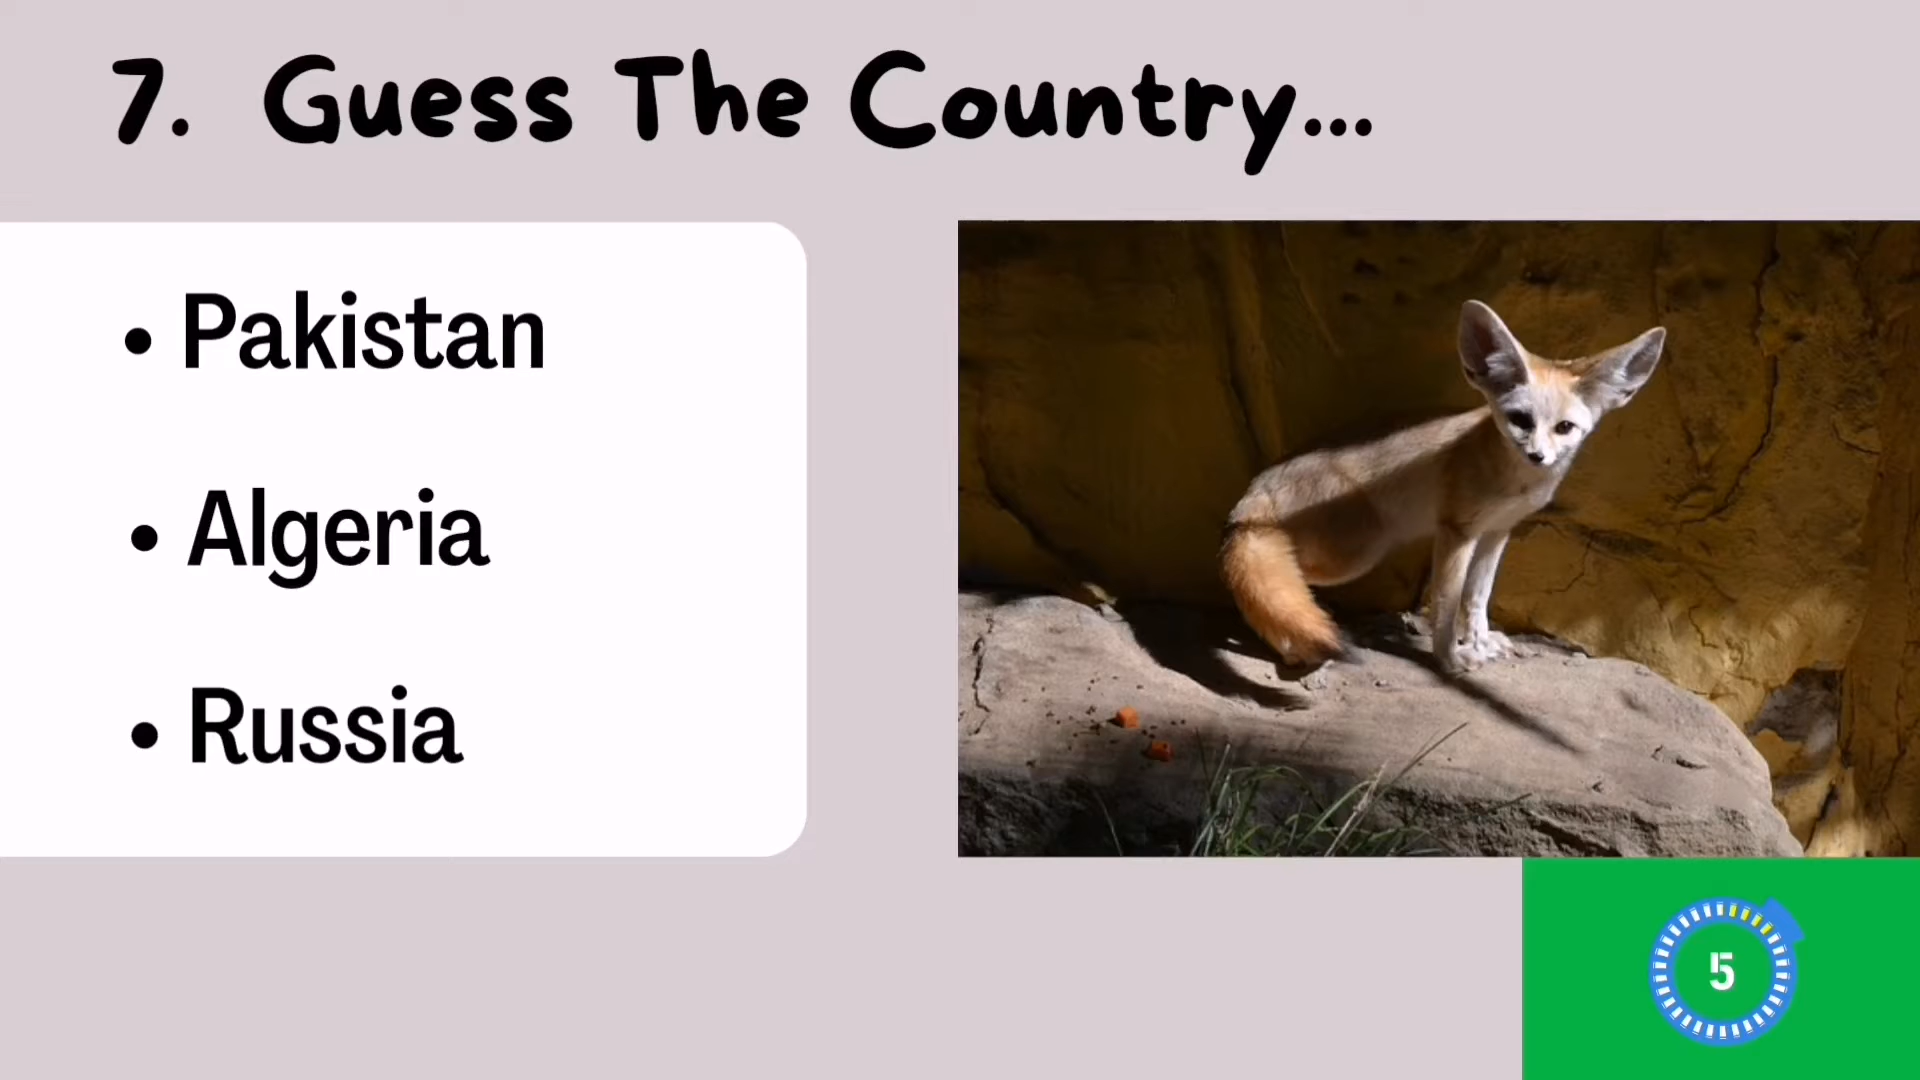 7. Guess The Country...
• Pakistan
• Algeria
• Russia
5